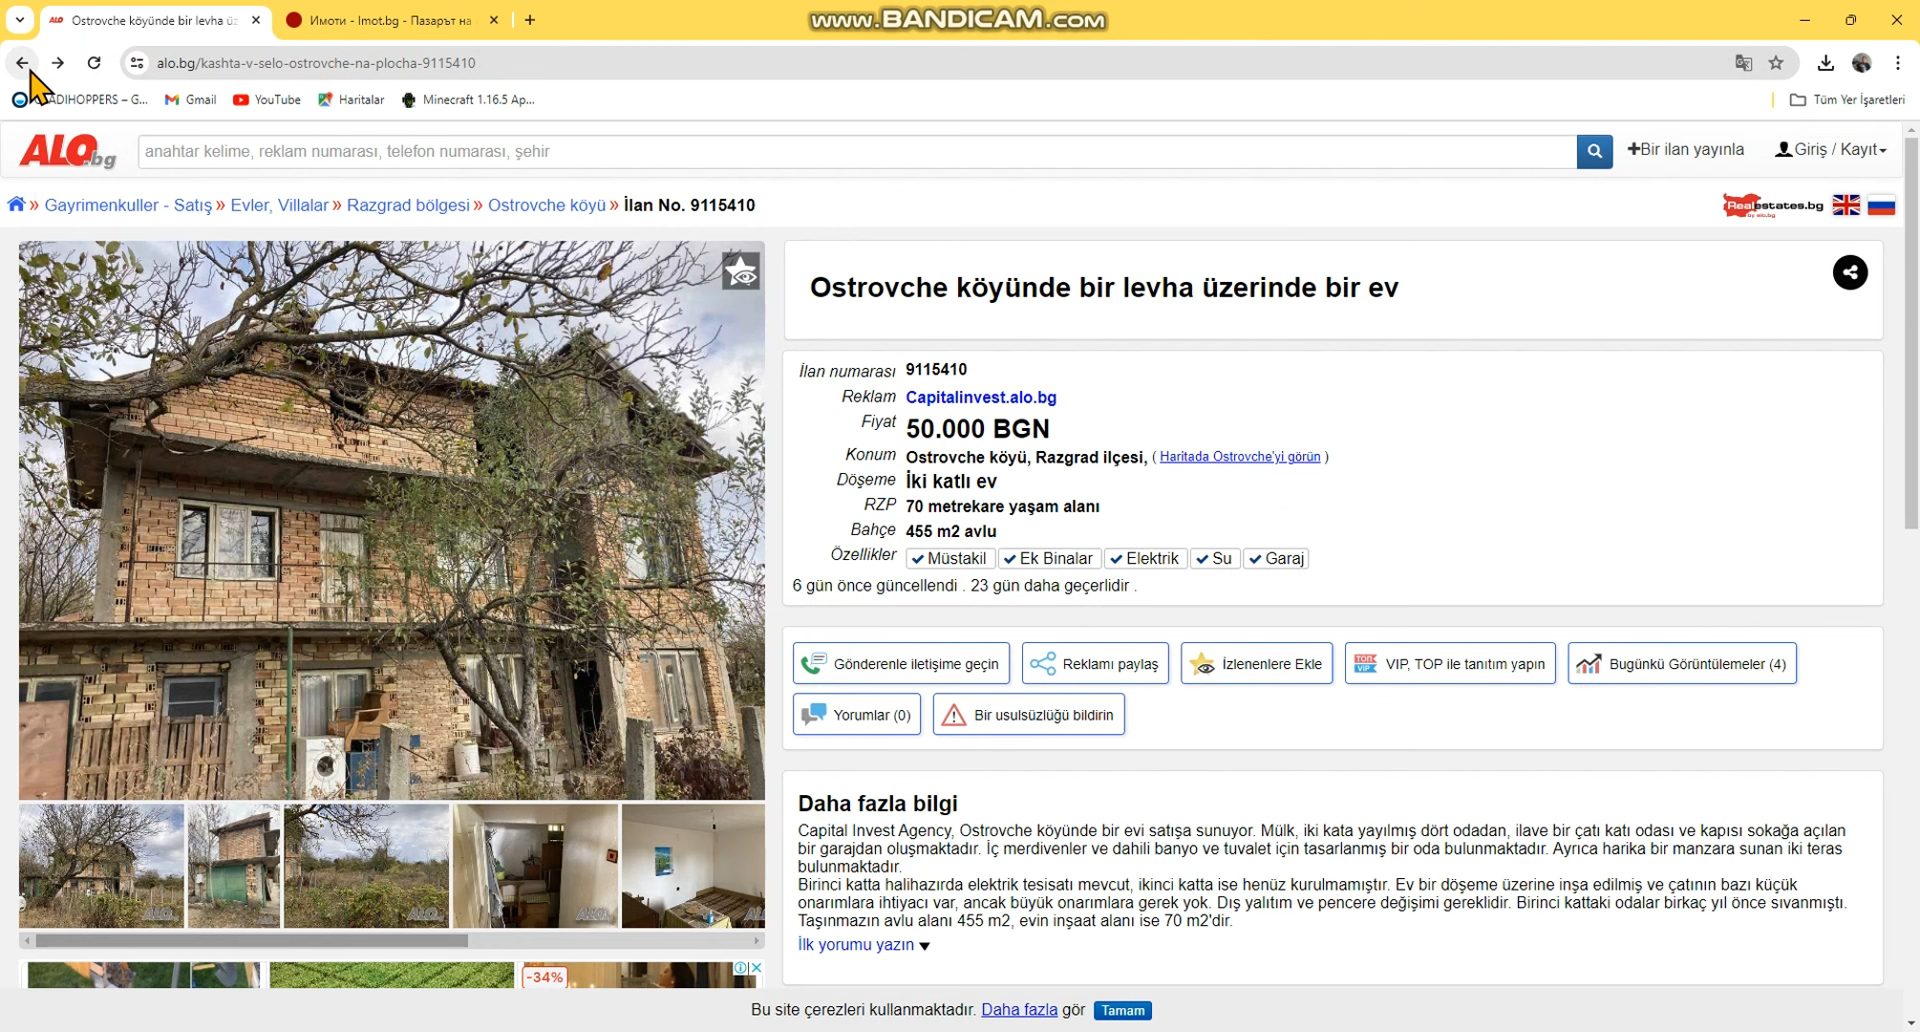 ALO Ostrovche köyünde bir levha üz
Имоти - Imot.bg - Пазарът на
www.BANDICAM.com
alo.bg/kashta-v-selo-ostrovche-na-plocha-9115410
ADIHOPPERS – G...
Gmail
YouTube
Haritalar
Minecraft 1.16.5 Ap...
Tüm Yer İşaretleri
ALO.bg
anahtar kelime, reklam numarası, telefon numarası, şehir
+Bir ilan yayınla
Giriş / Kayıt
» Gayrimenkuller - Satış » Evler, Villalar » Razgrad bölgesi » Ostrovche köyü » İlan No. 9115410
Realestates.bg
by alo.bg
Ostrovche köyünde bir levha üzerinde bir ev
İlan numarası 9115410
Reklam Capitalinvest.alo.bg
Fiyat 50.000 BGN
Konum Ostrovche köyü, Razgrad ilçesi, ( Haritada Ostrovche'yi görün )
Döşeme İki katlı ev
RZP 70 metrekare yaşam alanı
Bahçe 455 m2 avlu
Özellikler Müstakil Ek Binalar Elektrik Su Garaj
6 gün önce güncellendi . 23 gün daha geçerlidir .
Gönderenle iletişime geçin
Reklamı paylaş
İzlenenlere Ekle
TOП VIP VIP, TOP ile tanıtım yapın
Bugünkü Görüntülemeler (4)
Yorumlar (0)
Bir usulsüzlüğü bildirin
Daha fazla bilgi
Capital Invest Agency, Ostrovche köyünde bir evi satışa sunuyor. Mülk, iki kata yayılmış dört odadan, ilave bir çatı katı odası ve kapısı sokağa açılan
bir garajdan oluşmaktadır. İç merdivenler ve dahili banyo ve tuvalet için tasarlanmış bir oda bulunmaktadır. Ayrıca harika bir manzara sunan iki teras
bulunmaktadır.
Birinci katta halihazırda elektrik tesisatı mevcut, ikinci katta ise henüz kurulmamıştır. Ev bir döşeme üzerine inşa edilmiş ve çatının bazı küçük
onarımlara ihtiyacı var, ancak büyük onarımlara gerek yok. Dış yalıtım ve pencere değişimi gereklidir. Birinci kattaki odalar birkaç yıl önce sıvanmıştı.
Taşınmazın avlu alanı 455 m2, evin inşaat alanı ise 70 m2'dir.
İlk yorumu yazın
-34%
Bu site çerezleri kullanmaktadır. Daha fazla gör Tamam